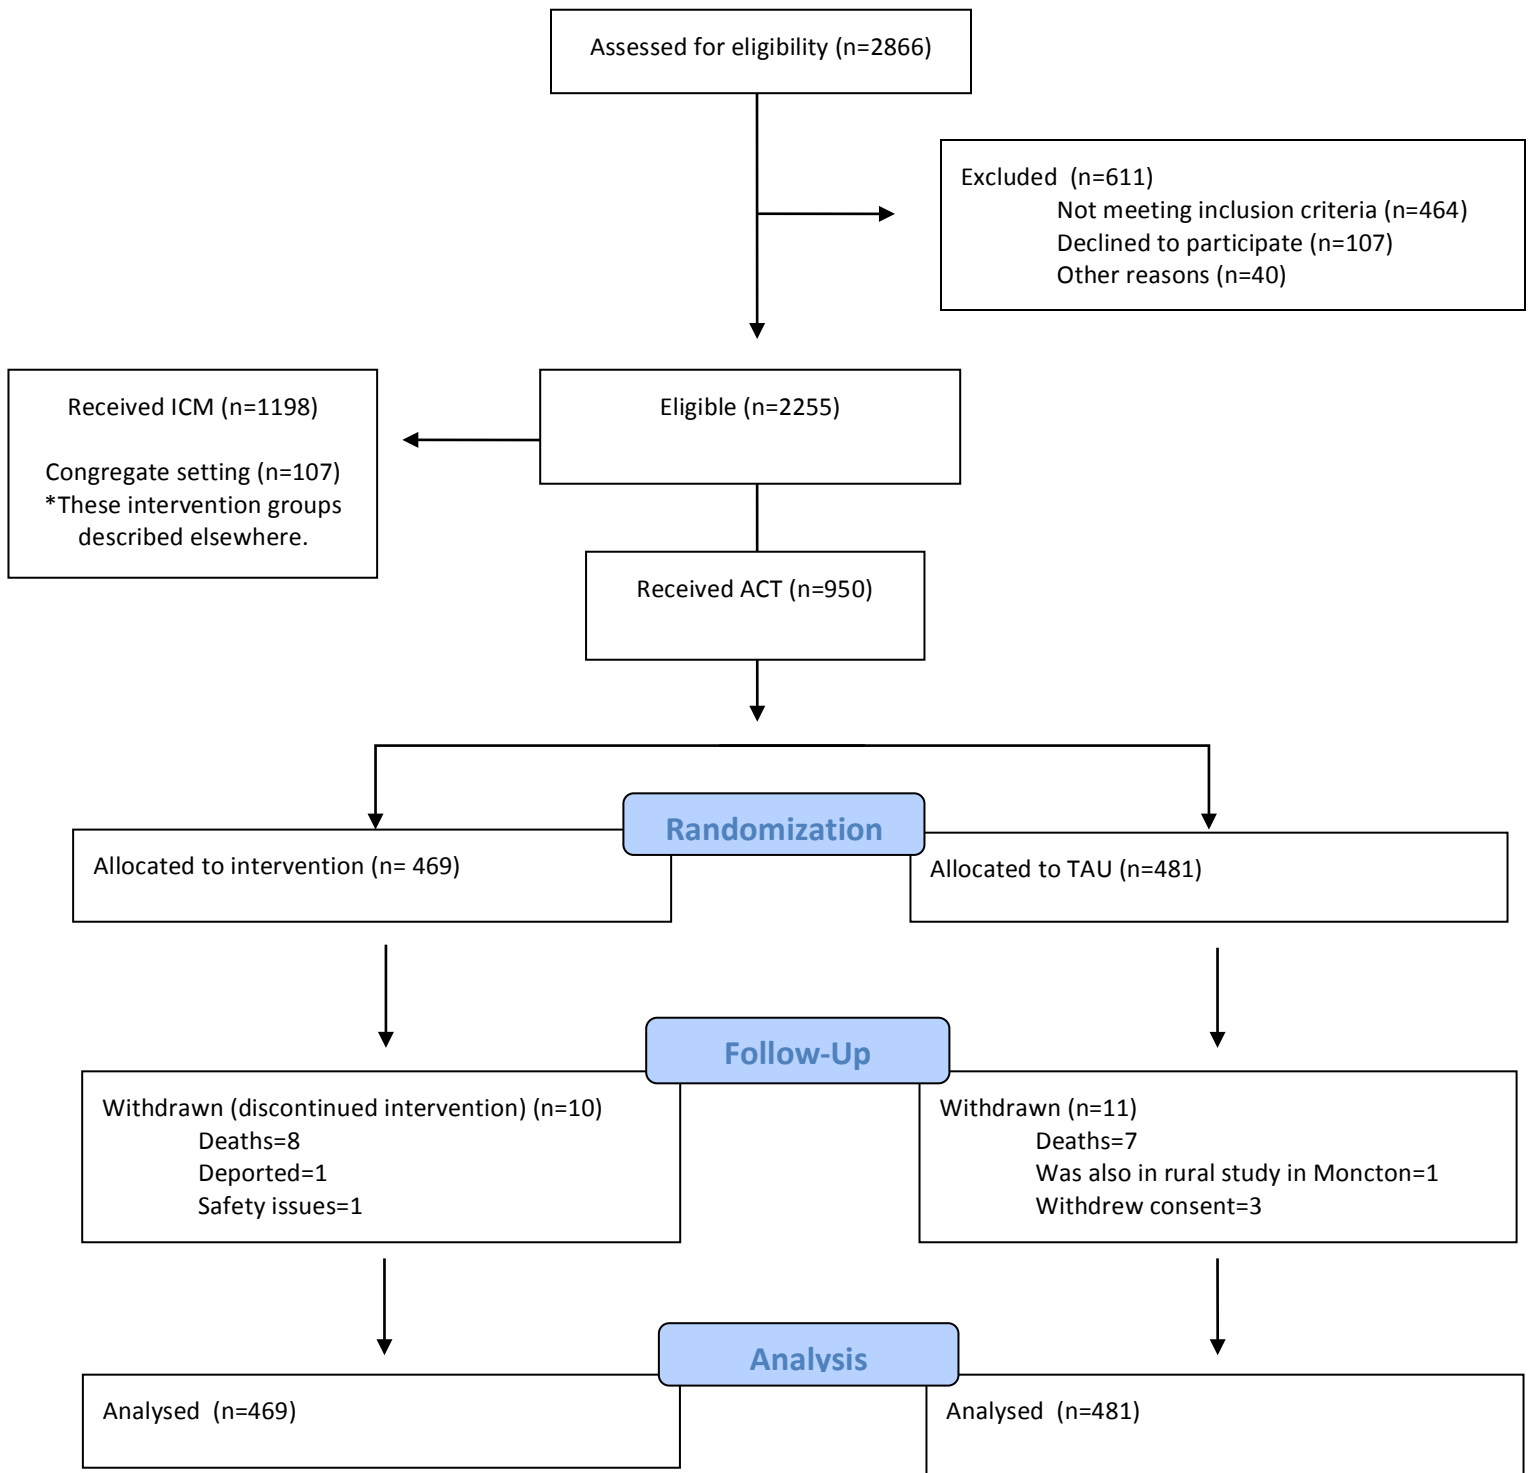 Assessed for eligibility (n=2866)
Excluded  (n=611)
Not meeting inclusion criteria (n=464)
Declined to participate (n=107)
Other reasons (n=40)
Received ICM (n=1198)
Congregate setting (n=107)
*These intervention groups
described elsewhere.
Eligible (n=2255)
Received ACT (n=950)
Randomization
Allocated to intervention (n= 469)
Allocated to TAU (n=481)
Follow-Up
Withdrawn (discontinued intervention) (n=10)
Deaths=8
Deported=1
Safety issues=1
Withdrawn (n=11)
Deaths=7
Was also in rural study in Moncton=1
Withdrew consent=3
Analysis
Analysed  (n=469)
Analysed  (n=481)